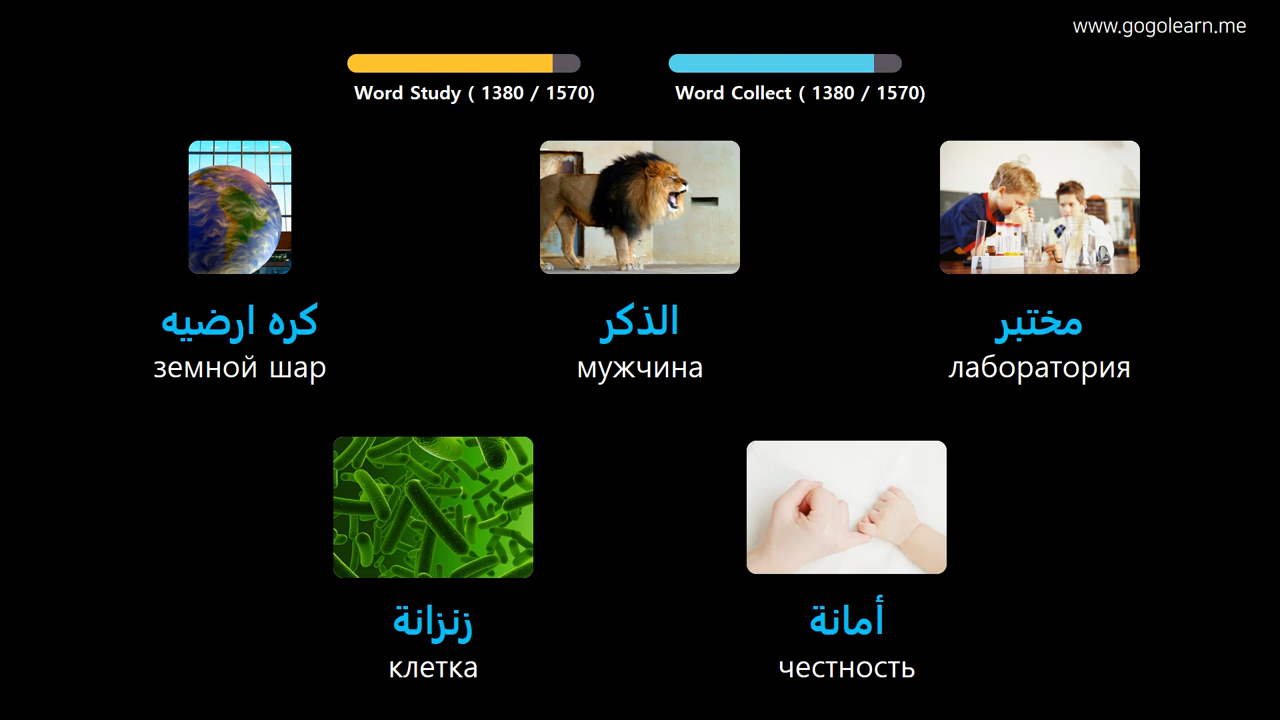 www.gogolearn.me
Word Study ( 1380 / 1570)
Word Collect ( 1380 / 1570)
كره ارضيه
земной шар
الذكر
мужчина
مختبر
лаборатория
زنزانة
клетка
أمانة
честность